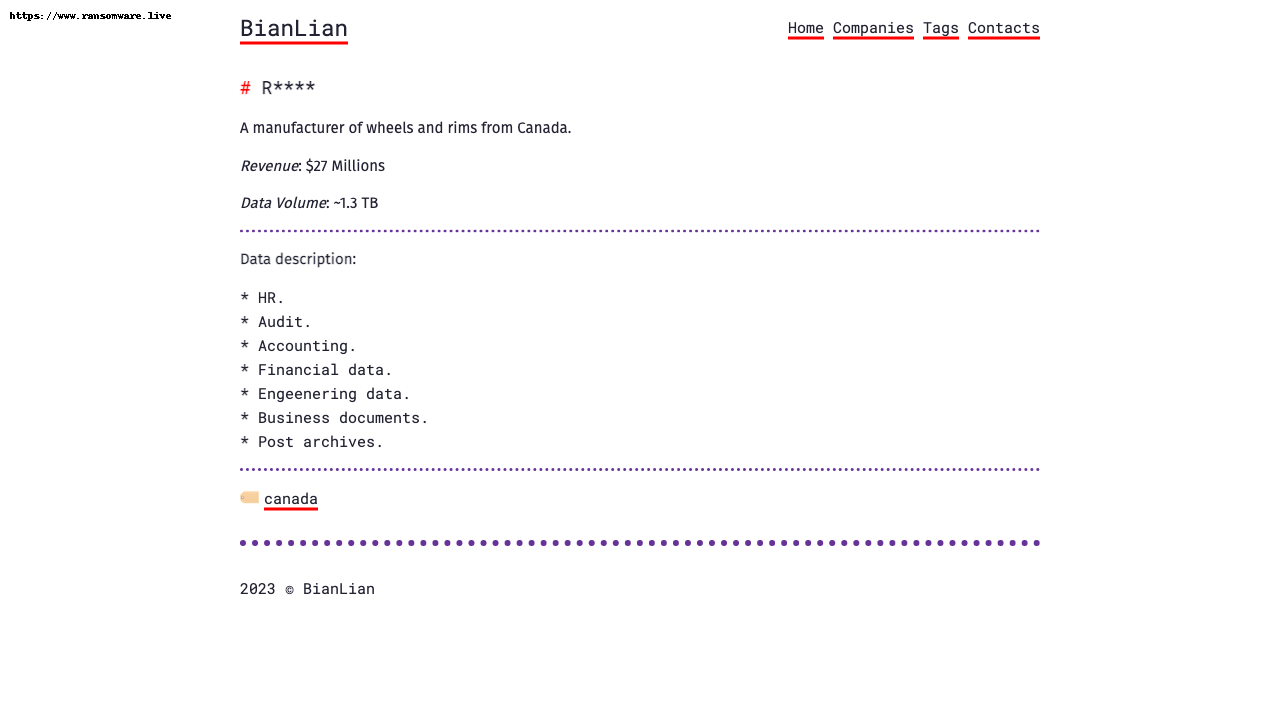 https://www.ransomware.live
BianLian
Home Companies Tags Contacts
# R****
A manufacturer of wheels and rims from Canada.
Revenue: $27 Millions
Data Volume: ~1.3 TB
Data description:
* HR.
* Audit.
* Accounting.
* Financial data.
* Engeenering data.
* Business documents.
* Post archives.
canada
2023 © BianLian